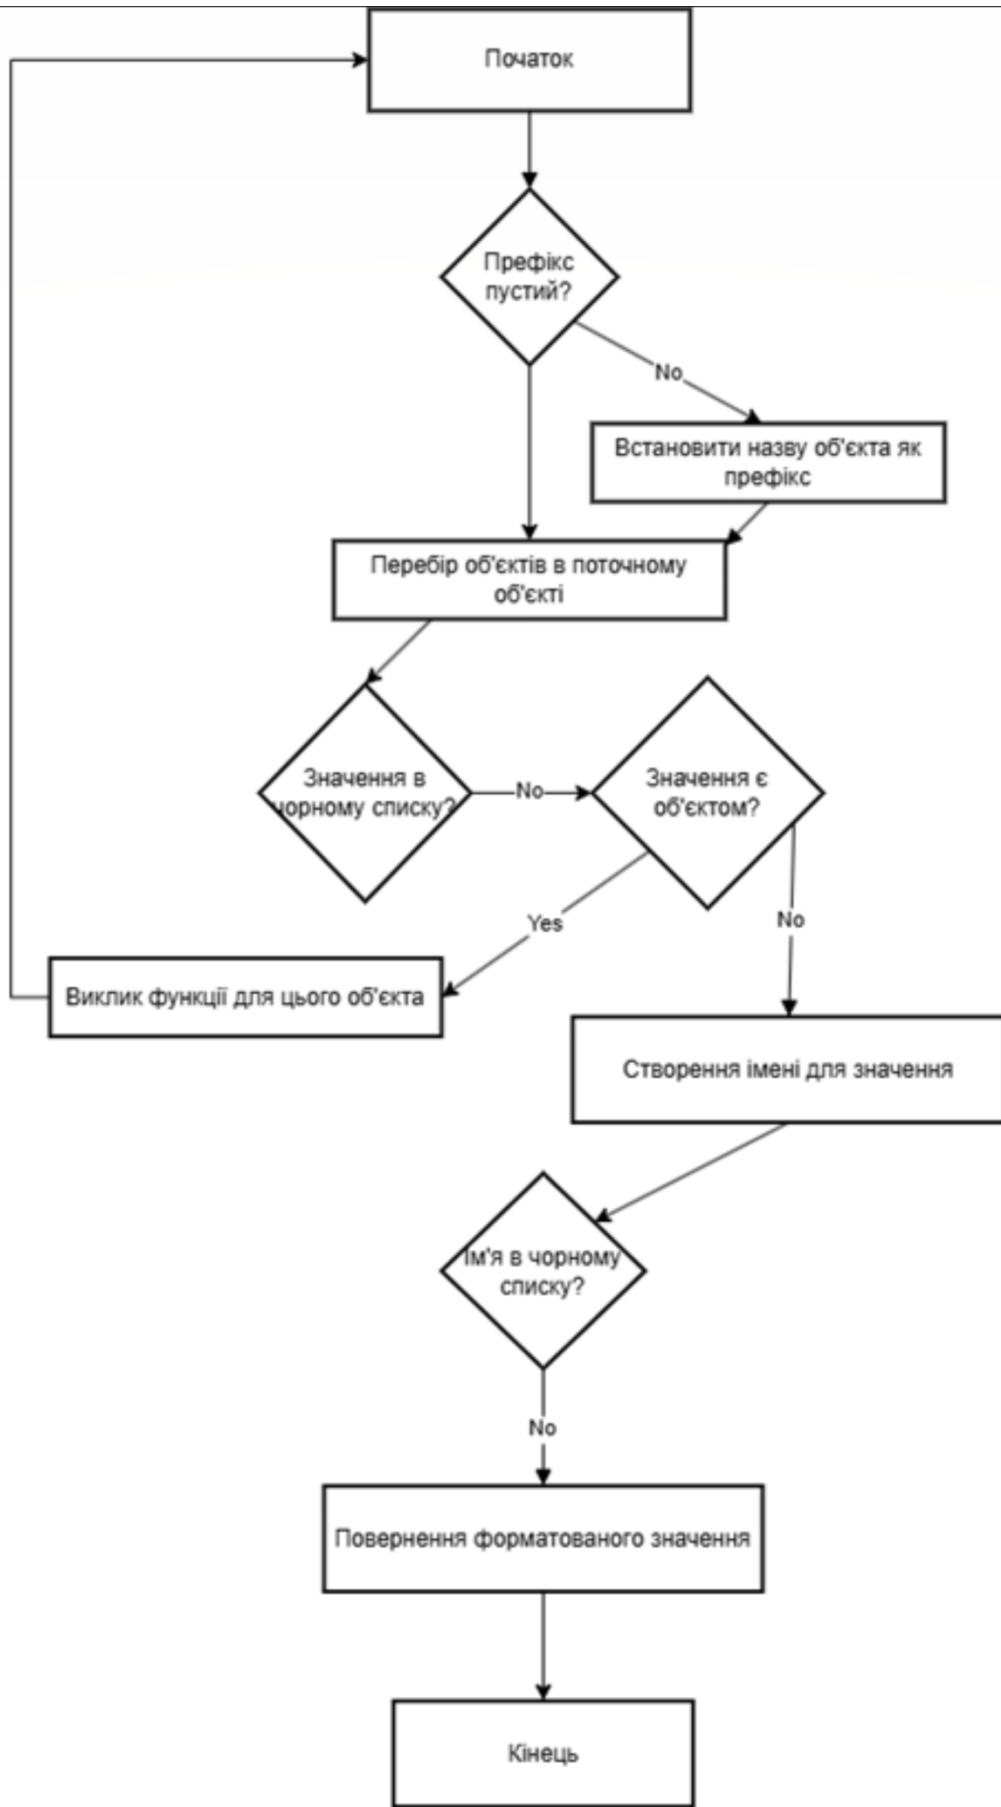 Початок
Префікс
пустий?
No
Встановити назву об'єкта як
префікс
Перебір об'єктів в поточному
об'єкті
Значення в
чорному списку?
No
Значення є
об'єктом?
Yes
No
Виклик функції для цього об'єкта
Створення імені для значення
Ім'я в чорному
списку?
No
Повернення форматованого значення
Кінець